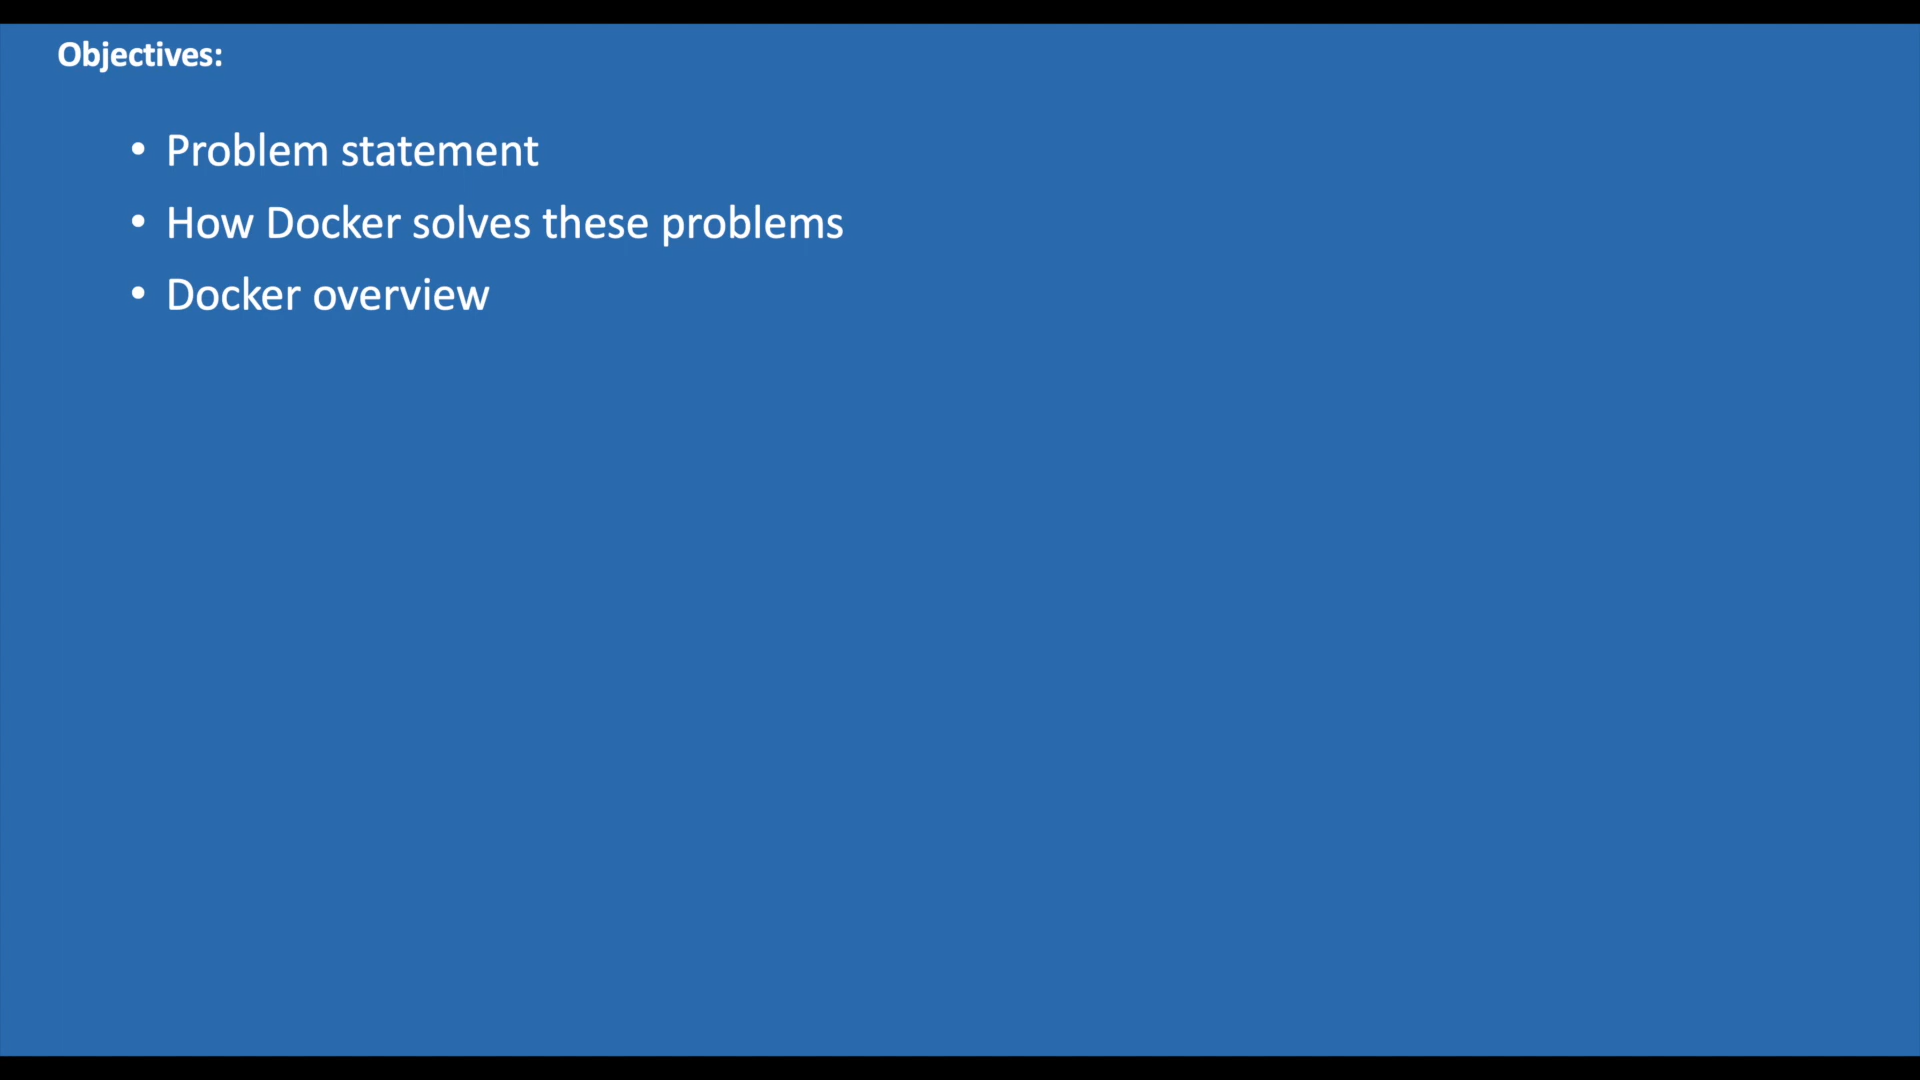 Objectives:
• Problem statement
• How Docker solves these problems
• Docker overview